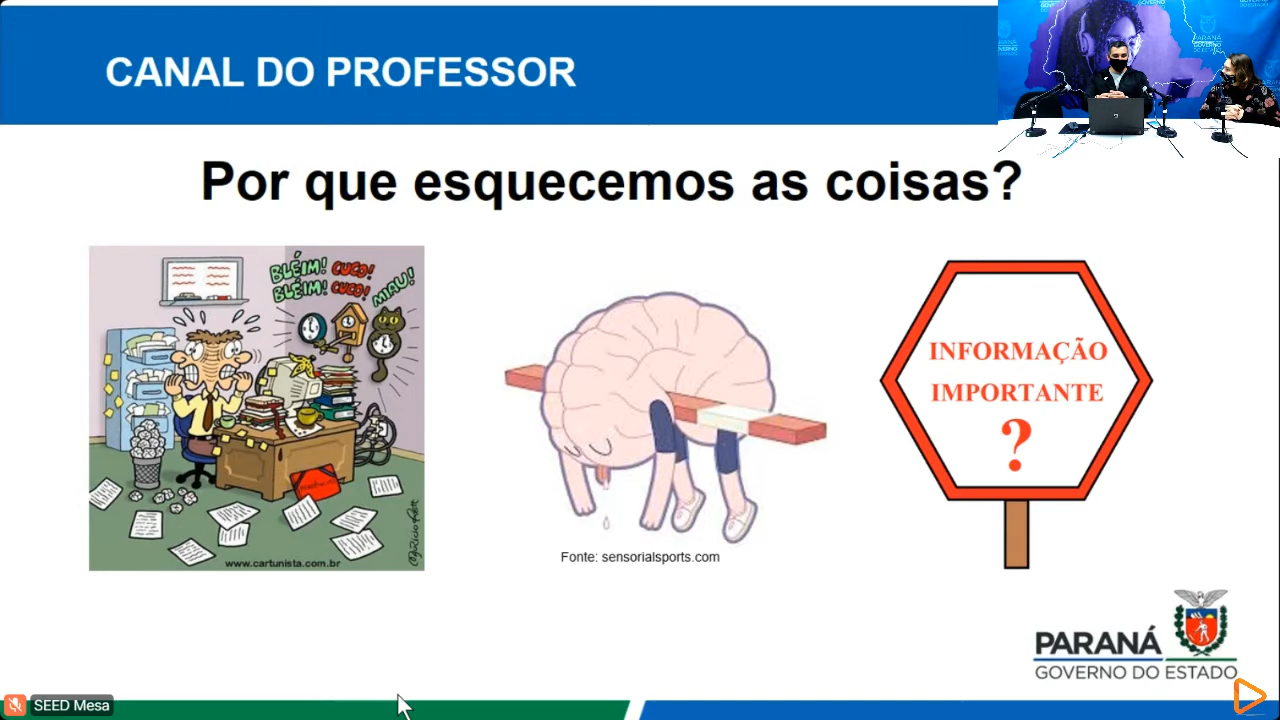 CANAL DO PROFESSOR
Por que esquecemos as coisas?
BLÉIM! CUCO!
BLÉIM! CUCO!
MIAU!
www.cartunista.com.br
Fonte: sensorialsports.com
INFORMAÇÃO
IMPORTANTE
?
PARANÁ
GOVERNO DO ESTADO
SEED Mesa